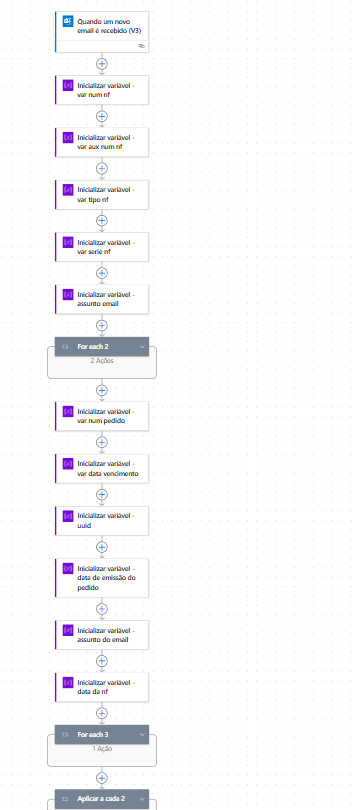 Quando um novo
email é recebido (V3)
Inicializar variável -
var num nf
Inicializar variável -
var aux num nf
Inicializar variável -
var tipo nf
Inicializar variável -
var serie nf
Inicializar variável -
assunto email
For each 2
2 Ações
Inicializar variável -
var num pedido
Inicializar variável -
var data vencimento
Inicializar variável -
uuid
Inicializar variável -
data de emissão do
pedido
Inicializar variável -
assunto do email
Inicializar variável -
data da nf
For each 3
1 Ação
Aplicar a cada 2